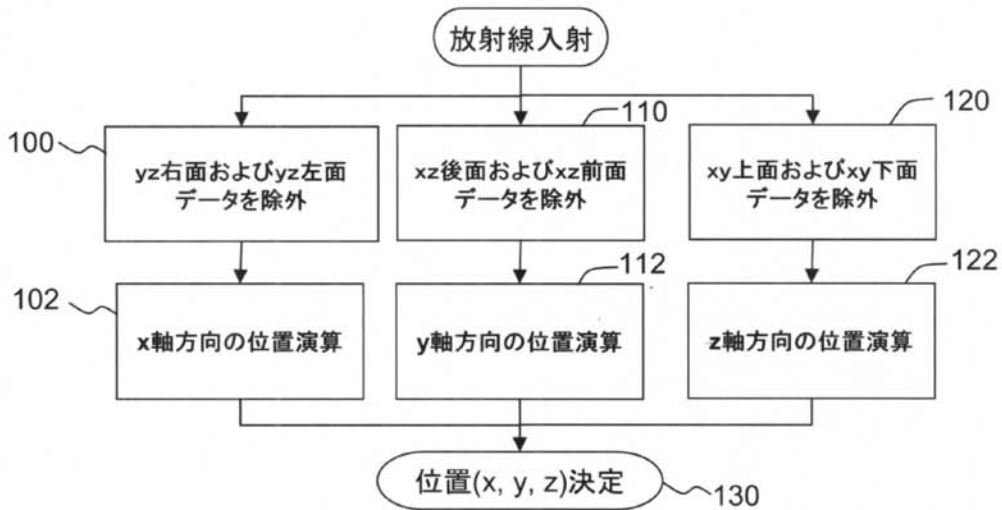 放射線入射
100
yz右面およびyz左面
データを除外
110
xz後面およびxz前面
データを除外
120
xy上面およびxy下面
データを除外
102
x軸方向の位置演算
112
y軸方向の位置演算
122
z軸方向の位置演算
位置(x, y, z)決定
130